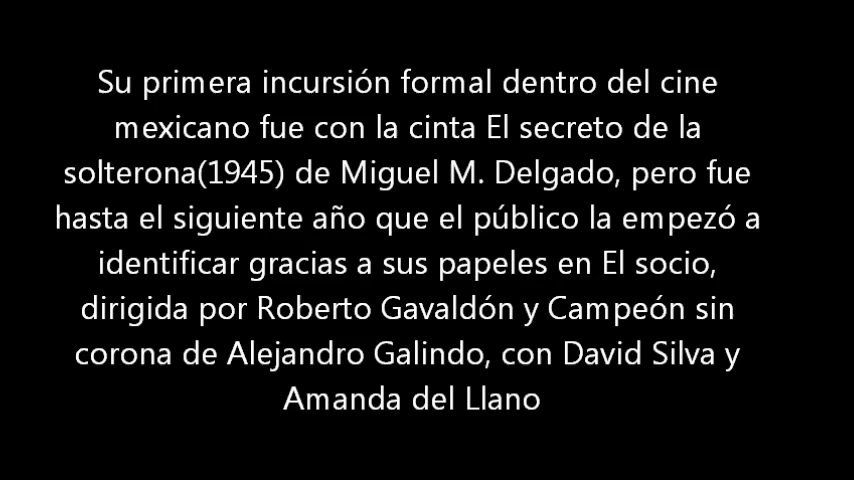 Su primera incursión formal dentro del cine
mexicano fue con la cinta El secreto de la
solterona(1945) de Miguel M. Delgado, pero fue
hasta el siguiente año que el público la empezó a
identificar gracias a sus papeles en El socio,
dirigida por Roberto Gavaldón y Campeón sin
corona de Alejandro Galindo, con David Silva y
Amanda del Llano